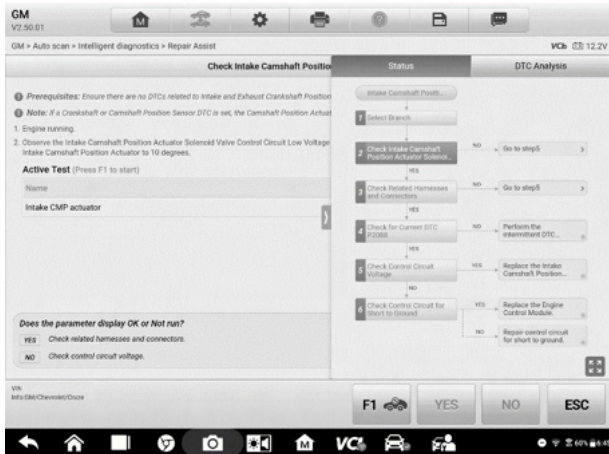 GM
V2.50.01
GM > Auto scan > Intelligent diagnostics > Repair Assist
VCI 12.2V
Check Intake Camshaft Positio
Status
DTC Analysis
Prerequisites: Ensure there are no DTCs related to Intake and Exhaust Crankshaft Position
Note: If a Crankshaft or Camshaft Position Sensor DTC is set, the Camshaft Position Actuat
1. Engine running.
2. Observe the Intake Camshaft Position Actuator Solenoid Valve Control Circuit Low Voltage
Intake Camshaft Position Actuator to 10 degrees.
Active Test (Press F1 to start)
Name
Intake CMP actuator
Does the parameter display OK or Not run?
YES Check related harnesses and connectors.
NO Check control circuit voltage.
Intake Camshaft Positi...
1 Select Branch
2 Check Intake Camshaft
Position Actuator Solenoi...
NO
Go to step5
YES
3 Check Related Harnesses
and Connectors
NO
Go to step5
YES
4 Check for Current DTC
P2088
NO
Perform the
intermittent DTC...
YES
5 Check Control Circuit
Voltage
YES
Replace the Intake
Camshaft Position...
NO
6 Check Control Circuit for
Short to Ground
YES
Replace the Engine
Control Module.
NO
Repair control circuit
for short to ground.
VIN
Info:GM/Chevrolet/Cruze
F1
YES
NO
ESC
VCI
60%
6:45